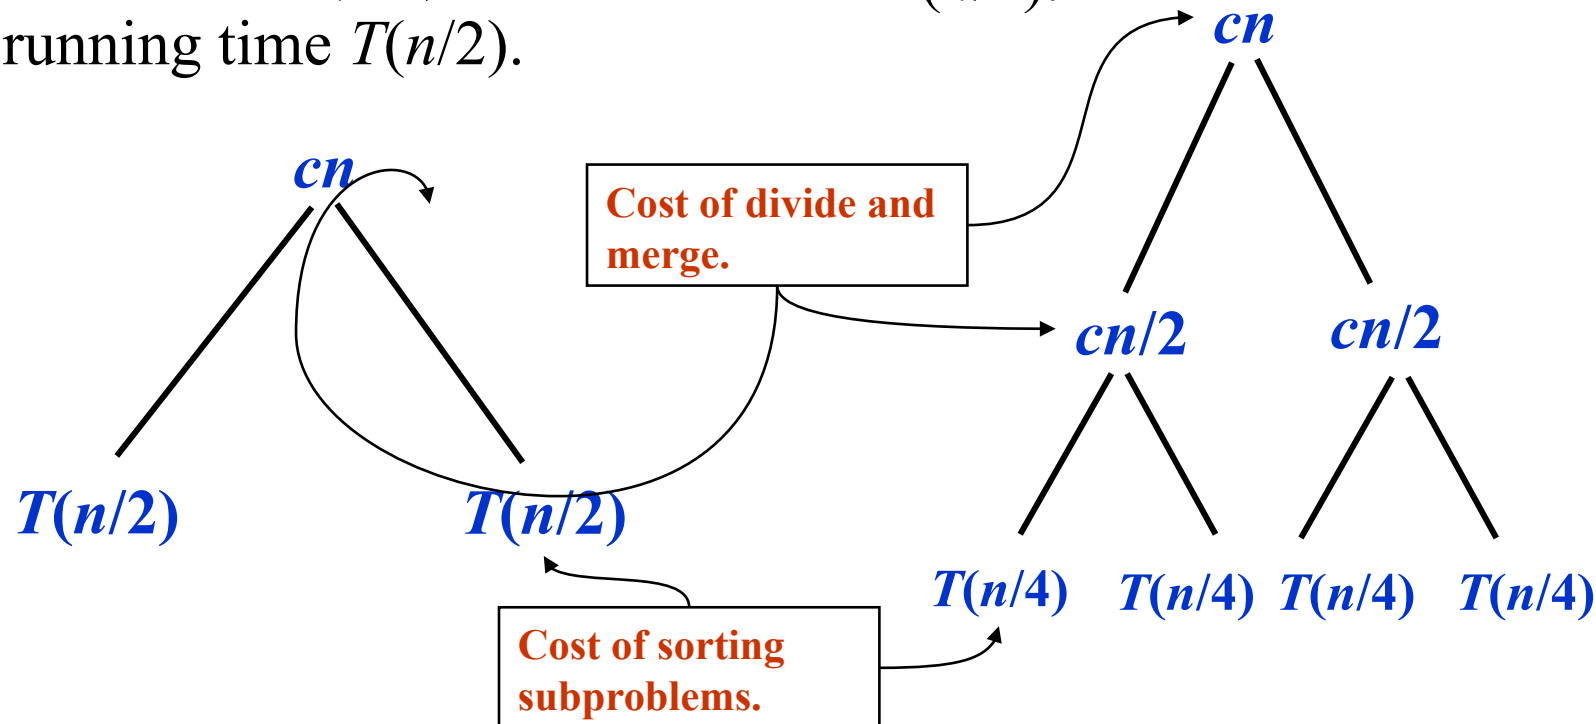 running time T(n/2).
cn
cn
Cost of divide and
merge.
cn/2
cn/2
T(n/2)
T(n/2)
T(n/4)
T(n/4)
T(n/4)
T(n/4)
Cost of sorting
subproblems.